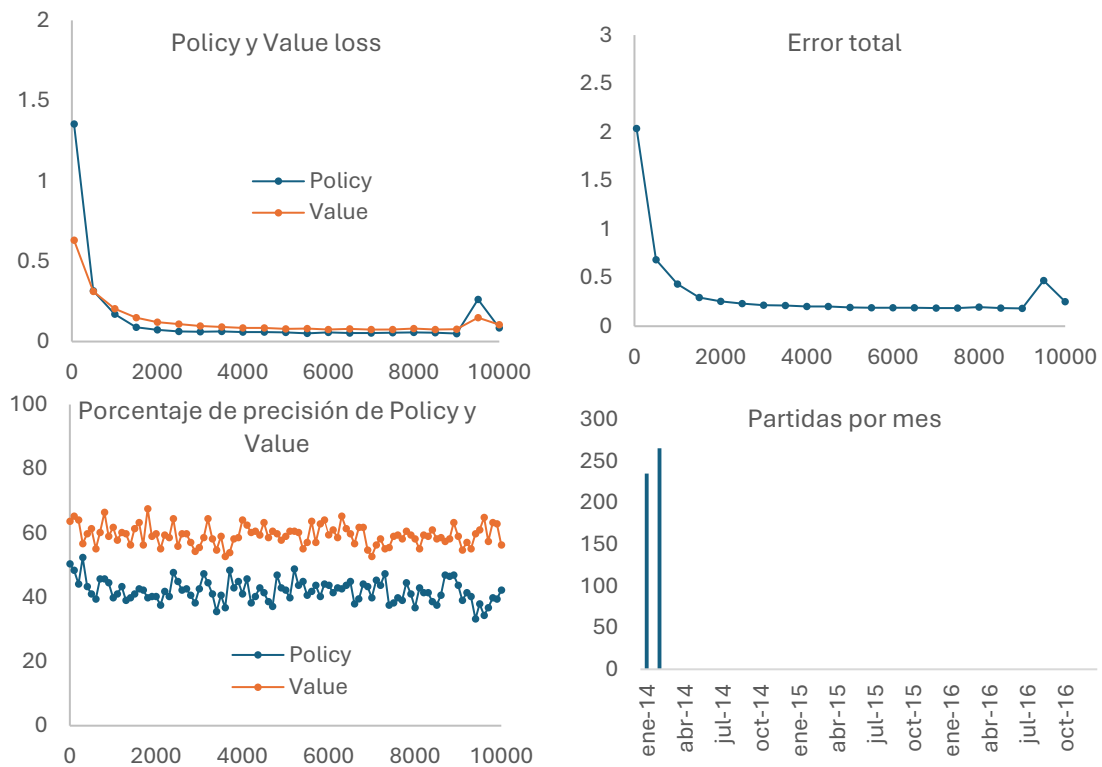 Policy y Value loss
2
1.5
1
0.5
0
0 2000 4000 6000 8000 10000
Policy
Value
Error total
3
2.5
2
1.5
1
0.5
0
0 2000 4000 6000 8000 10000
Porcentaje de precisión de Policy y
Value
100
80
60
40
20
0
0 2000 4000 6000 8000 10000
Policy
Value
Partidas por mes
300
250
200
150
100
50
0
ene-14
abr-14
jul-14
oct-14
ene-15
abr-15
jul-15
oct-15
ene-16
abr-16
jul-16
oct-16